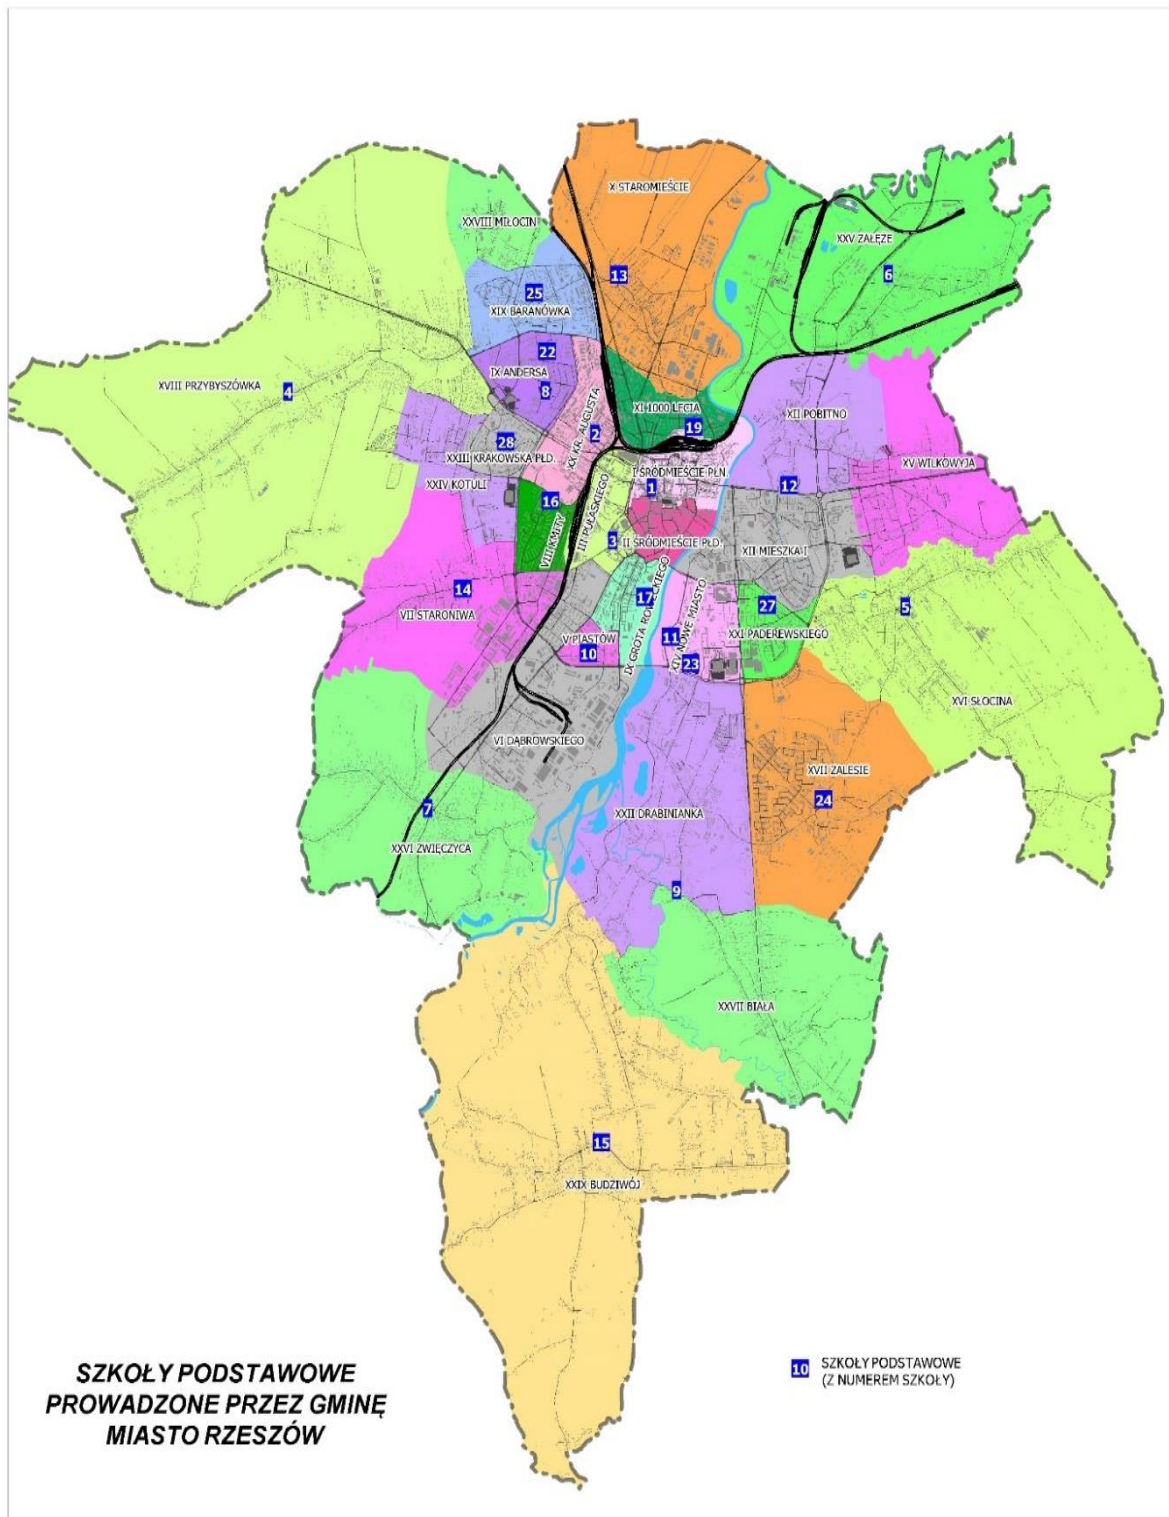 X STAROMIEŚCIE
XXVIII MIŁOCIN
XXV ZAŁĘŻE
13
6
25
XIX BARANÓWKA
22
IX ANDERSA
XVIII PRZYBYSZÓWKA
4
8
XX KR. AUGUSTA
XI 1000 LECIA
XII POBITNO
19
2
28
XXIII KRAKOWSKA PŁD.
XV WILKOWYJA
I ŚRÓDMIEŚCIE PŁN.
XXIV KOTULI
1
12
16
III PUŁASKIEGO
VIII KMITY
3
II ŚRÓDMIEŚCIE PŁD.
XII MIESZKA I
14
VII STARONIWA
17
IX GROTA ROWECKIEGO
XIV NOWE MIASTO
27
5
XXI PADEREWSKIEGO
11
V PIASTÓW
10
23
XVI SŁOCINA
VI DĄBROWSKIEGO
XVII ZALESIE
24
7
XXII DRABINIANKA
XXVI ZWIĘCZYCA
9
XXVII BIAŁA
15
XXIX BUDZIWÓJ
SZKOŁY PODSTAWOWE
PROWADZONE PRZEZ GMINĘ
MIASTO RZESZÓW
10 SZKOŁY PODSTAWOWE
(Z NUMEREM SZKOŁY)